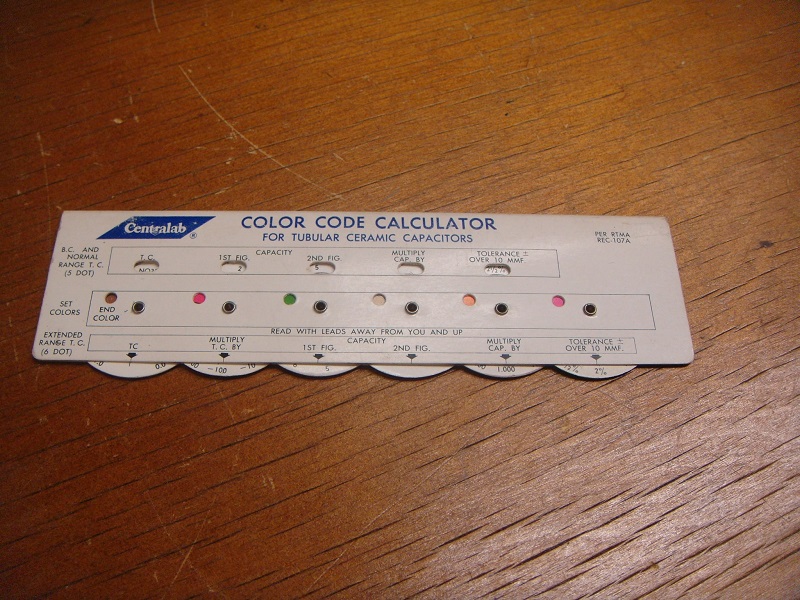 Centralab ®
COLOR CODE CALCULATOR
FOR TUBULAR CERAMIC CAPACITORS
PER RTMA
REC-107A
B.C. AND
NORMAL
RANGE T. C.
(5 DOT)
T. C.
CAPACITY
1ST FIG.
2ND FIG.
MULTIPLY
CAP. BY
TOLERANCE ±
OVER 10 MMF
2
5
SET
COLORS
END
COLOR
READ WITH LEADS AWAY FROM YOU AND UP
EXTENDED
RANGE T. C.
(6 DOT)
TC
MULTIPLY
T. C. BY
CAPACITY
1ST FIG.
2ND FIG.
MULTIPLY
CAP. BY
TOLERANCE ±
OVER 10 MMF.
-100
-10
5
1,000
2%